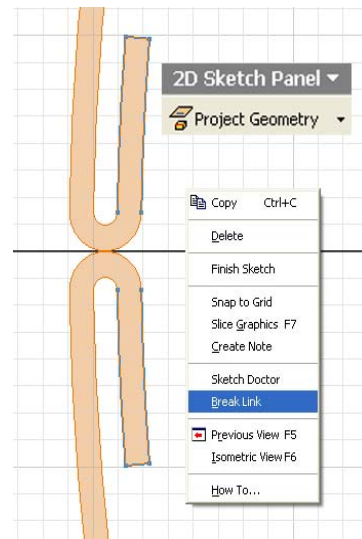 2D Sketch Panel
Project Geometry
Copy Ctrl+C
Delete
Finish Sketch
Snap to Grid
Slice Graphics F7
Create Note
Sketch Doctor
Break Link
Previous View F5
Isometric View F6
How To...